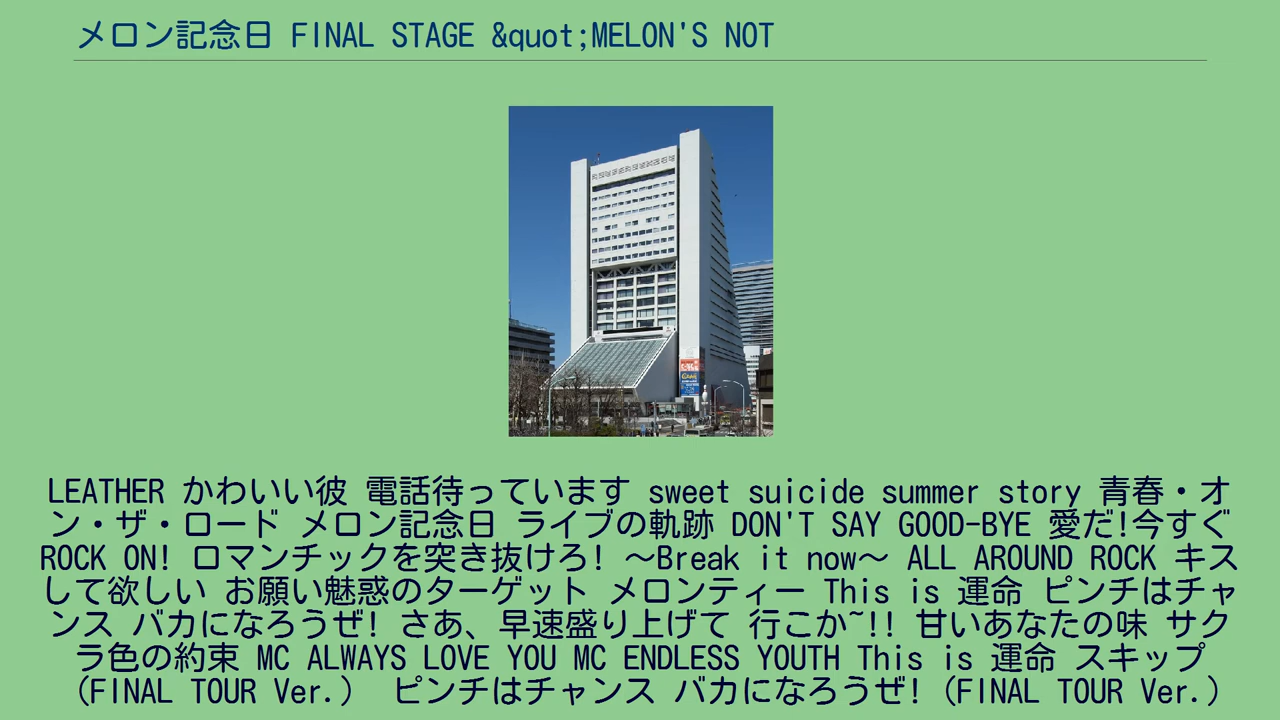 メロン記念日 FINAL STAGE &quot;MELON'S NOT
LEATHER かわいい彼 電話待っています sweet suicide summer story 青春・オ
ン・ザ・ロード メロン記念日 ライブの軌跡 DON'T SAY GOOD-BYE 愛だ!今すぐ
ROCK ON! ロマンチックを突き抜けろ! ～Break it now～ ALL AROUND ROCK キス
して欲しい お願い魅惑のターゲット メロンティー This is 運命 ピンチはチャ
ンス バカになろうぜ! さあ、早速盛り上げて 行こか~!! 甘いあなたの味 サク
ラ色の約束 MC ALWAYS LOVE YOU MC ENDLESS YOUTH This is 運命 スキップ
（FINAL TOUR Ver.） ピンチはチャンス バカになろうぜ!（FINAL TOUR Ver.）